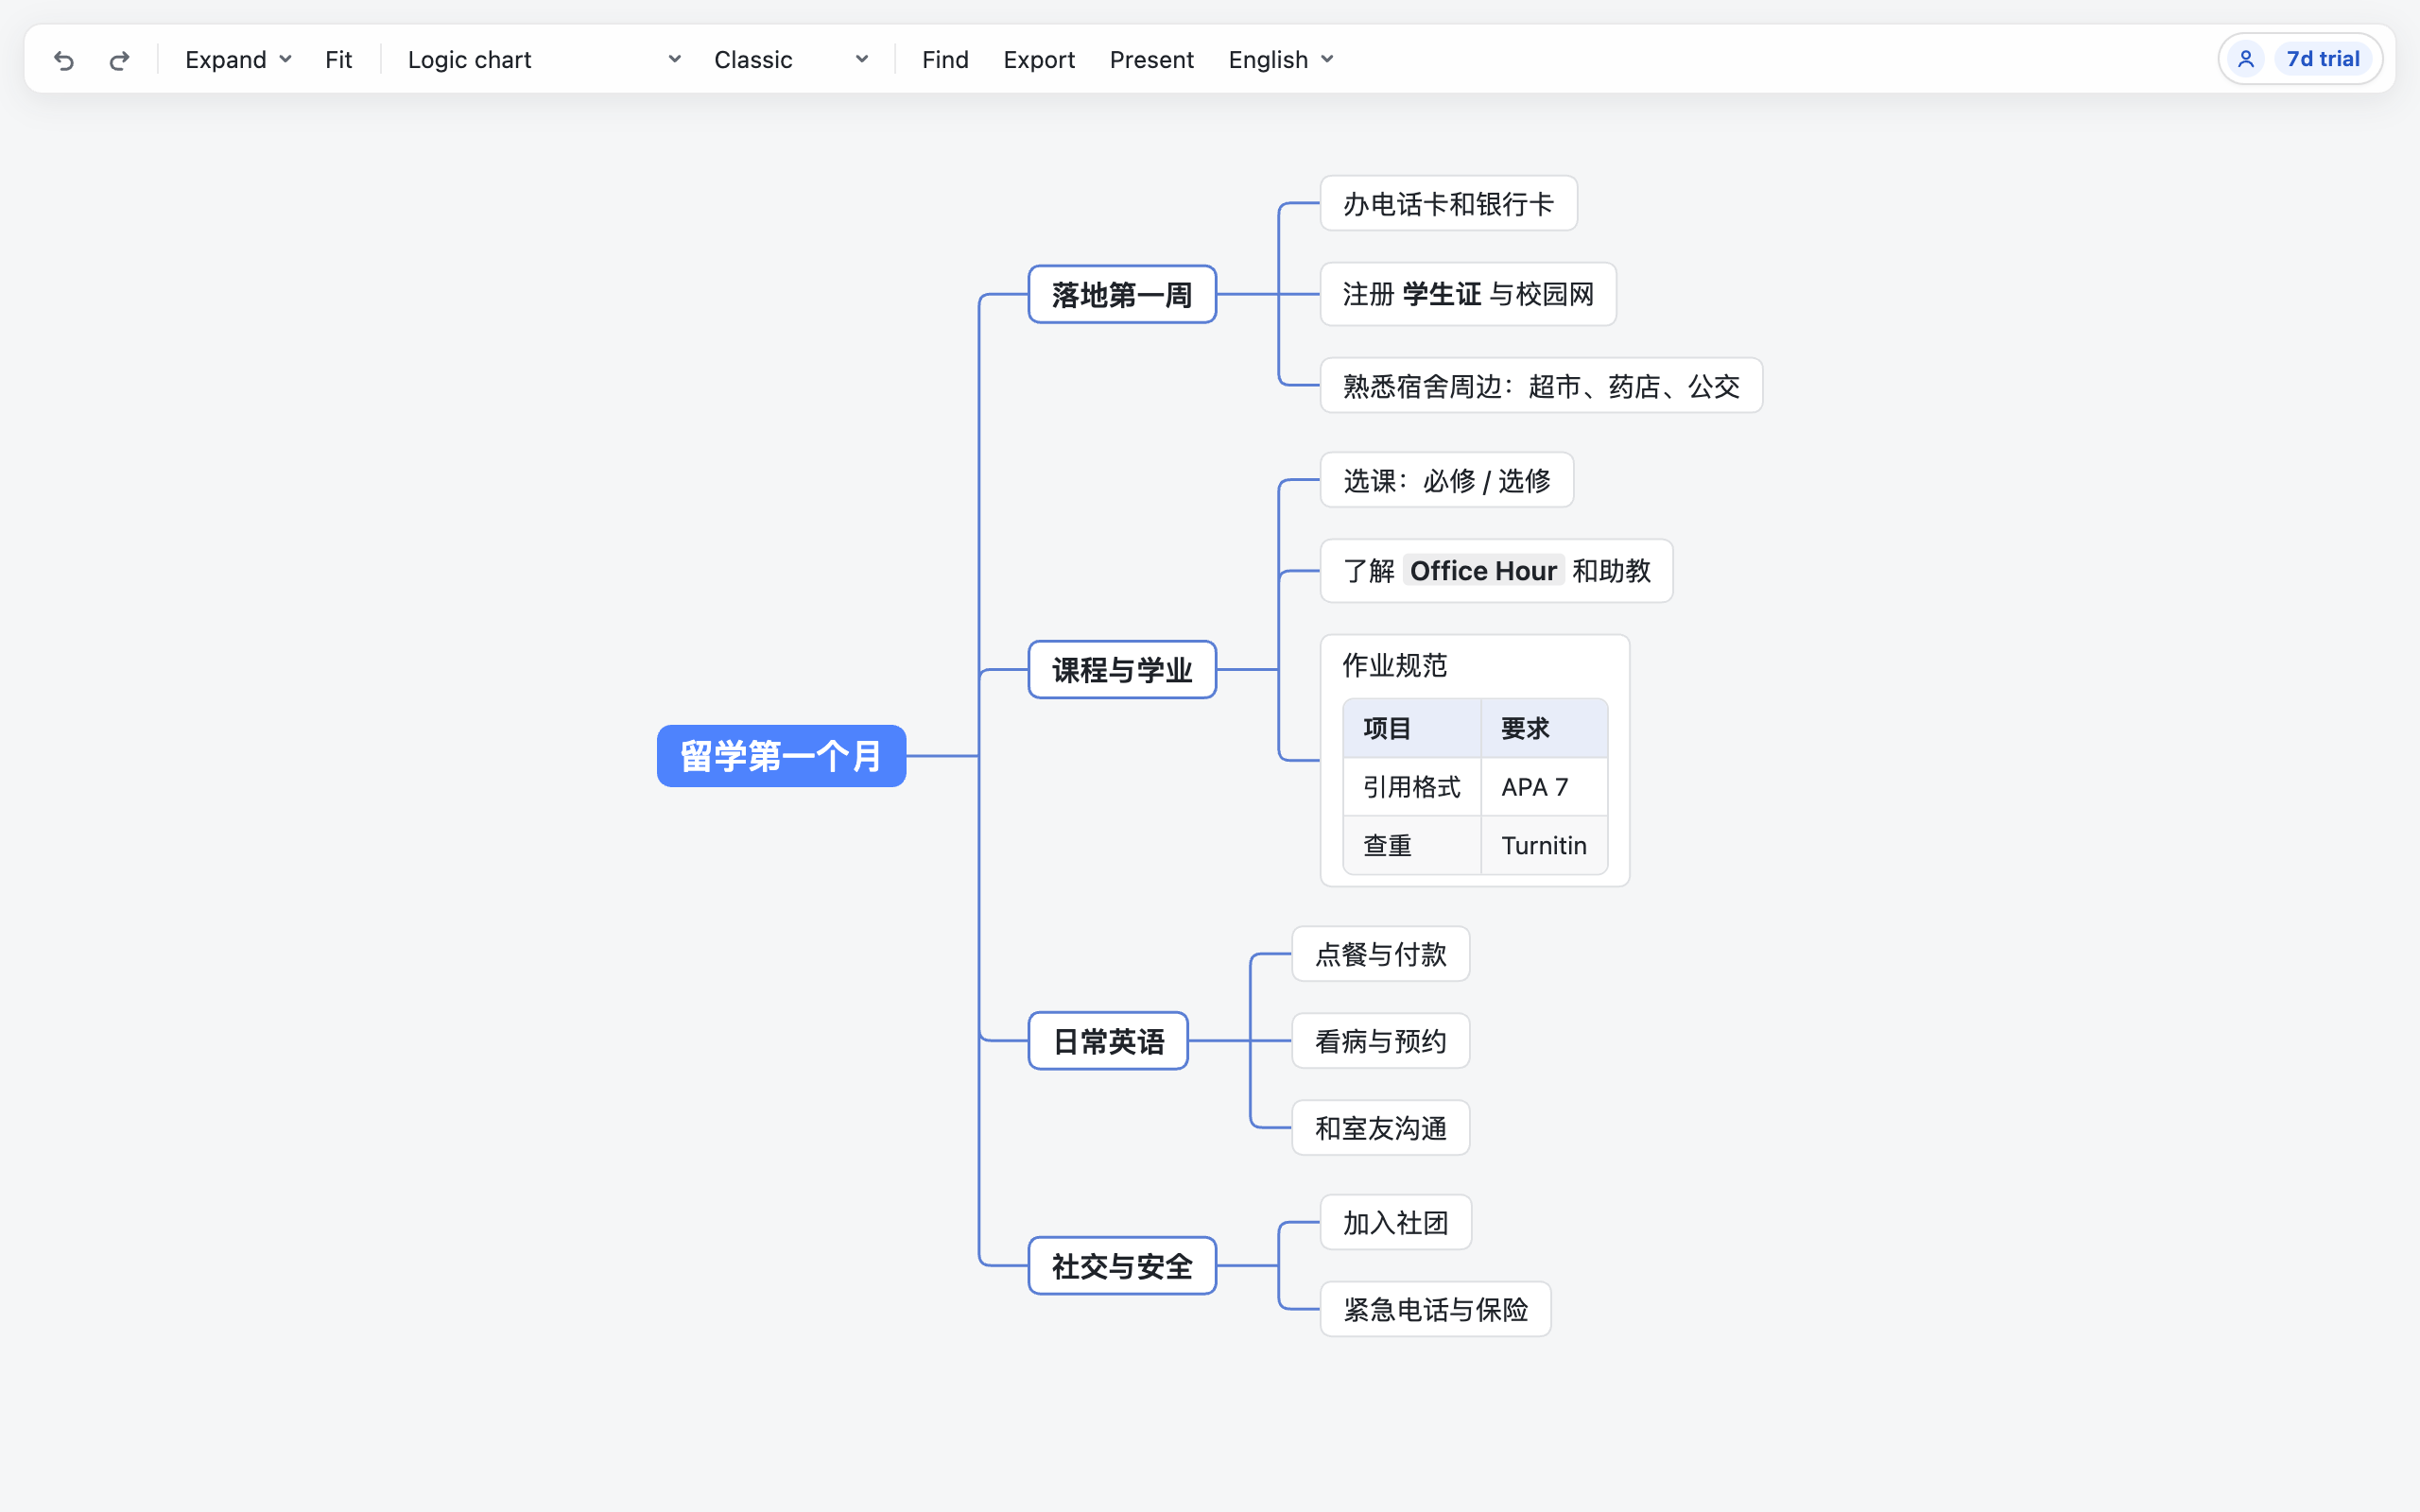 Expand Fit Logic chart Classic Find Export Present English 7d trial
留学第一个月
落地第一周
办电话卡和银行卡
注册 学生证 与校园网
熟悉宿舍周边：超市、药店、公交
课程与学业
选课：必修 / 选修
了解 Office Hour 和助教
作业规范
项目 要求
引用格式 APA 7
查重 Turnitin
日常英语
点餐与付款
看病与预约
和室友沟通
社交与安全
加入社团
紧急电话与保险